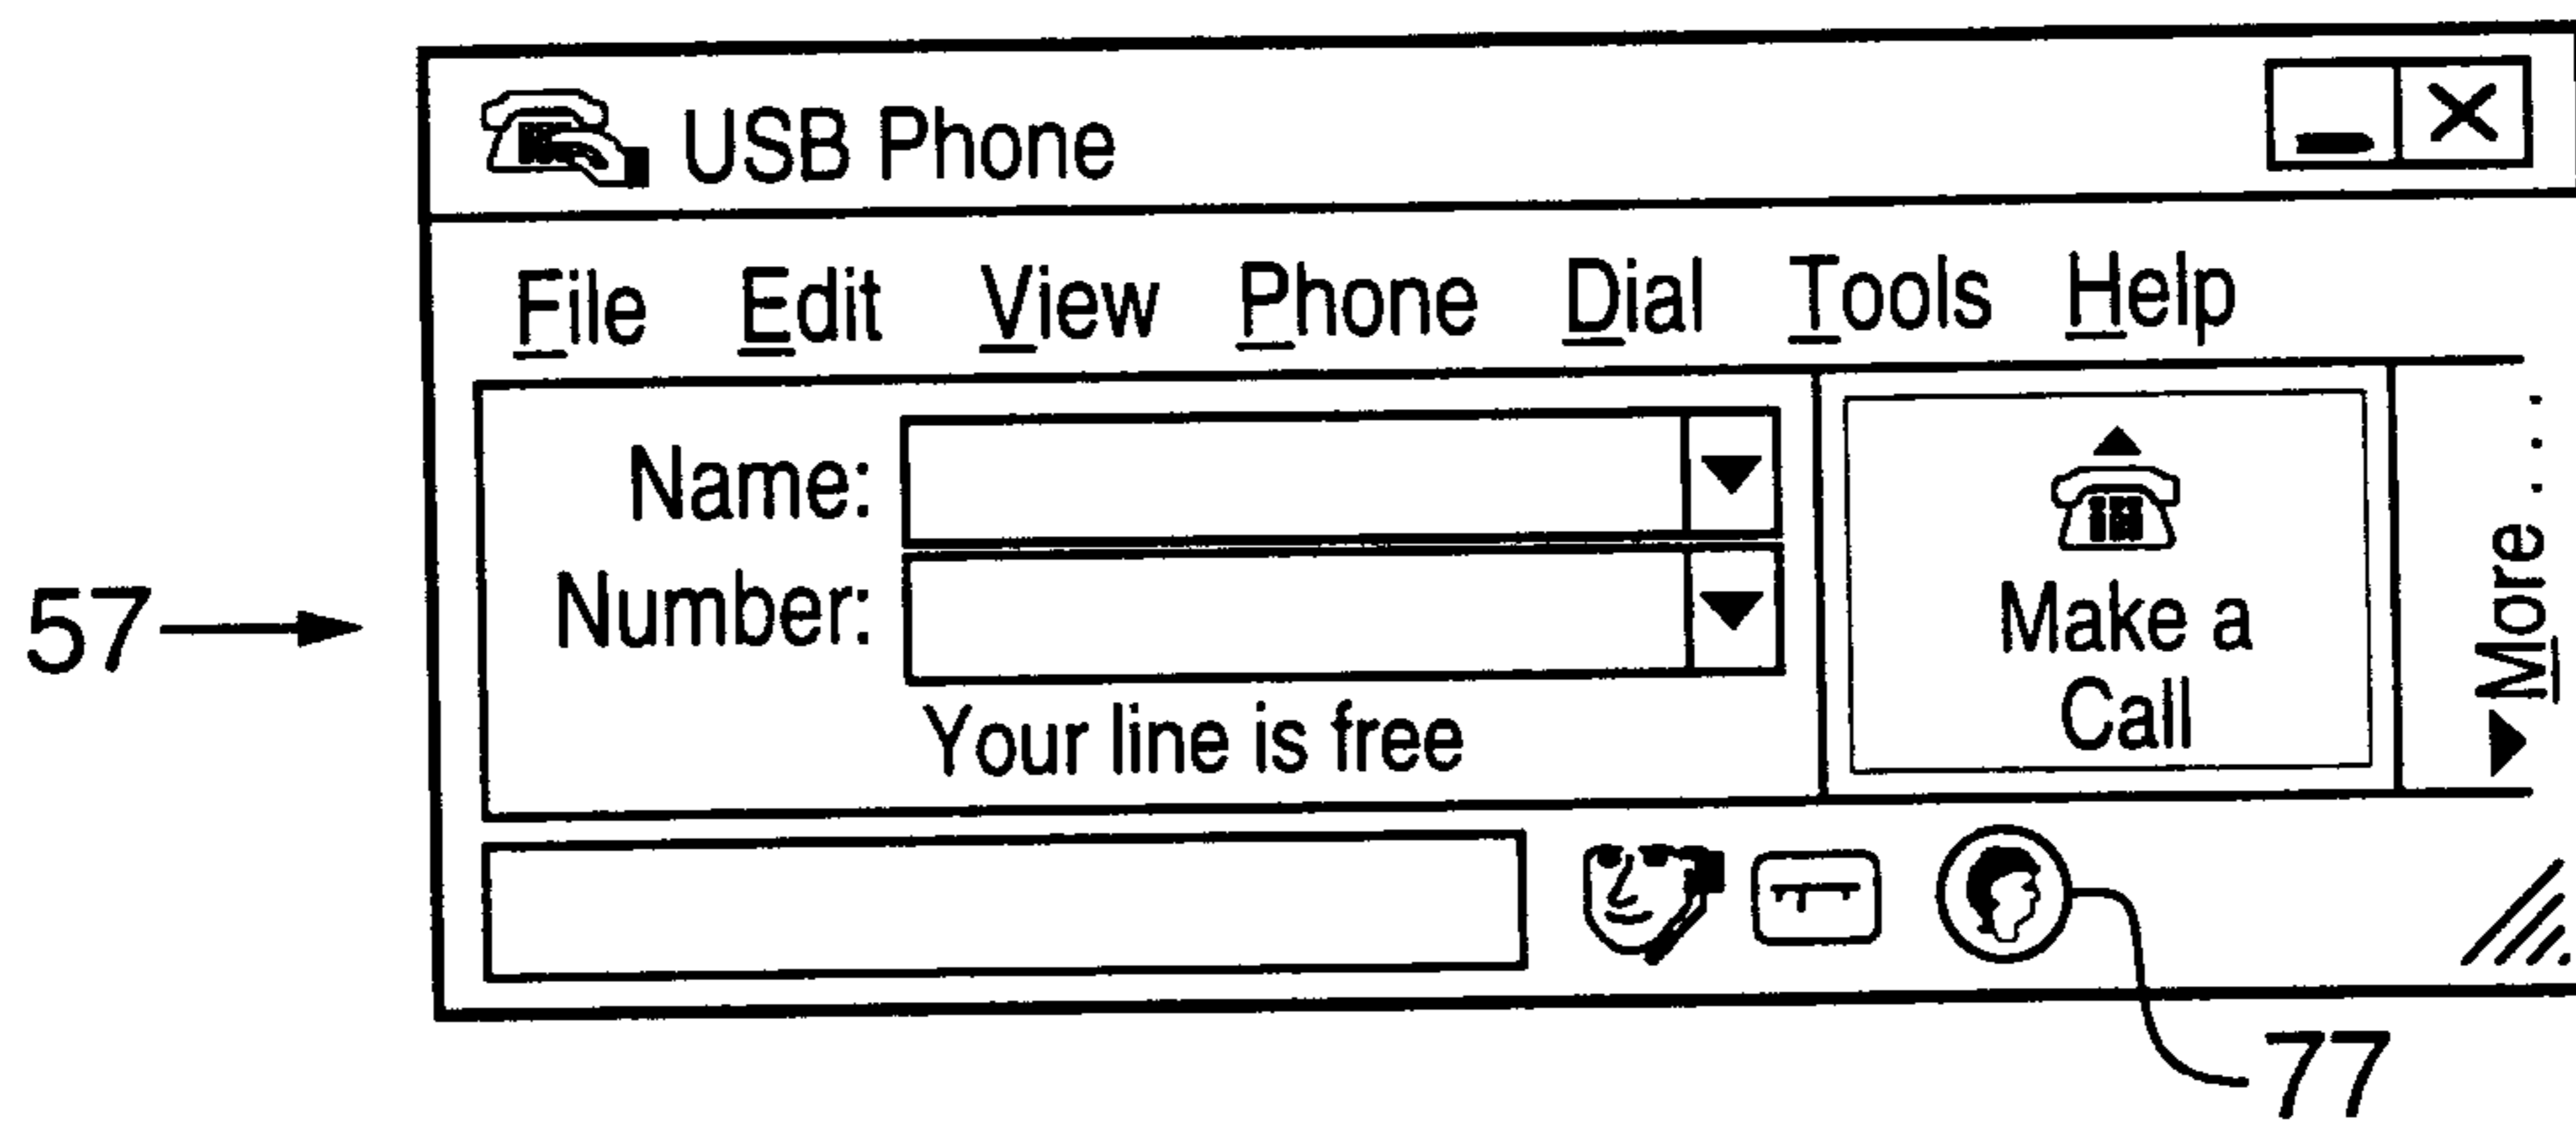 USB Phone
File Edit View Phone Dial Tools Help
Name:
Number:
Your line is free
Make a
Call
More . . .
57
77